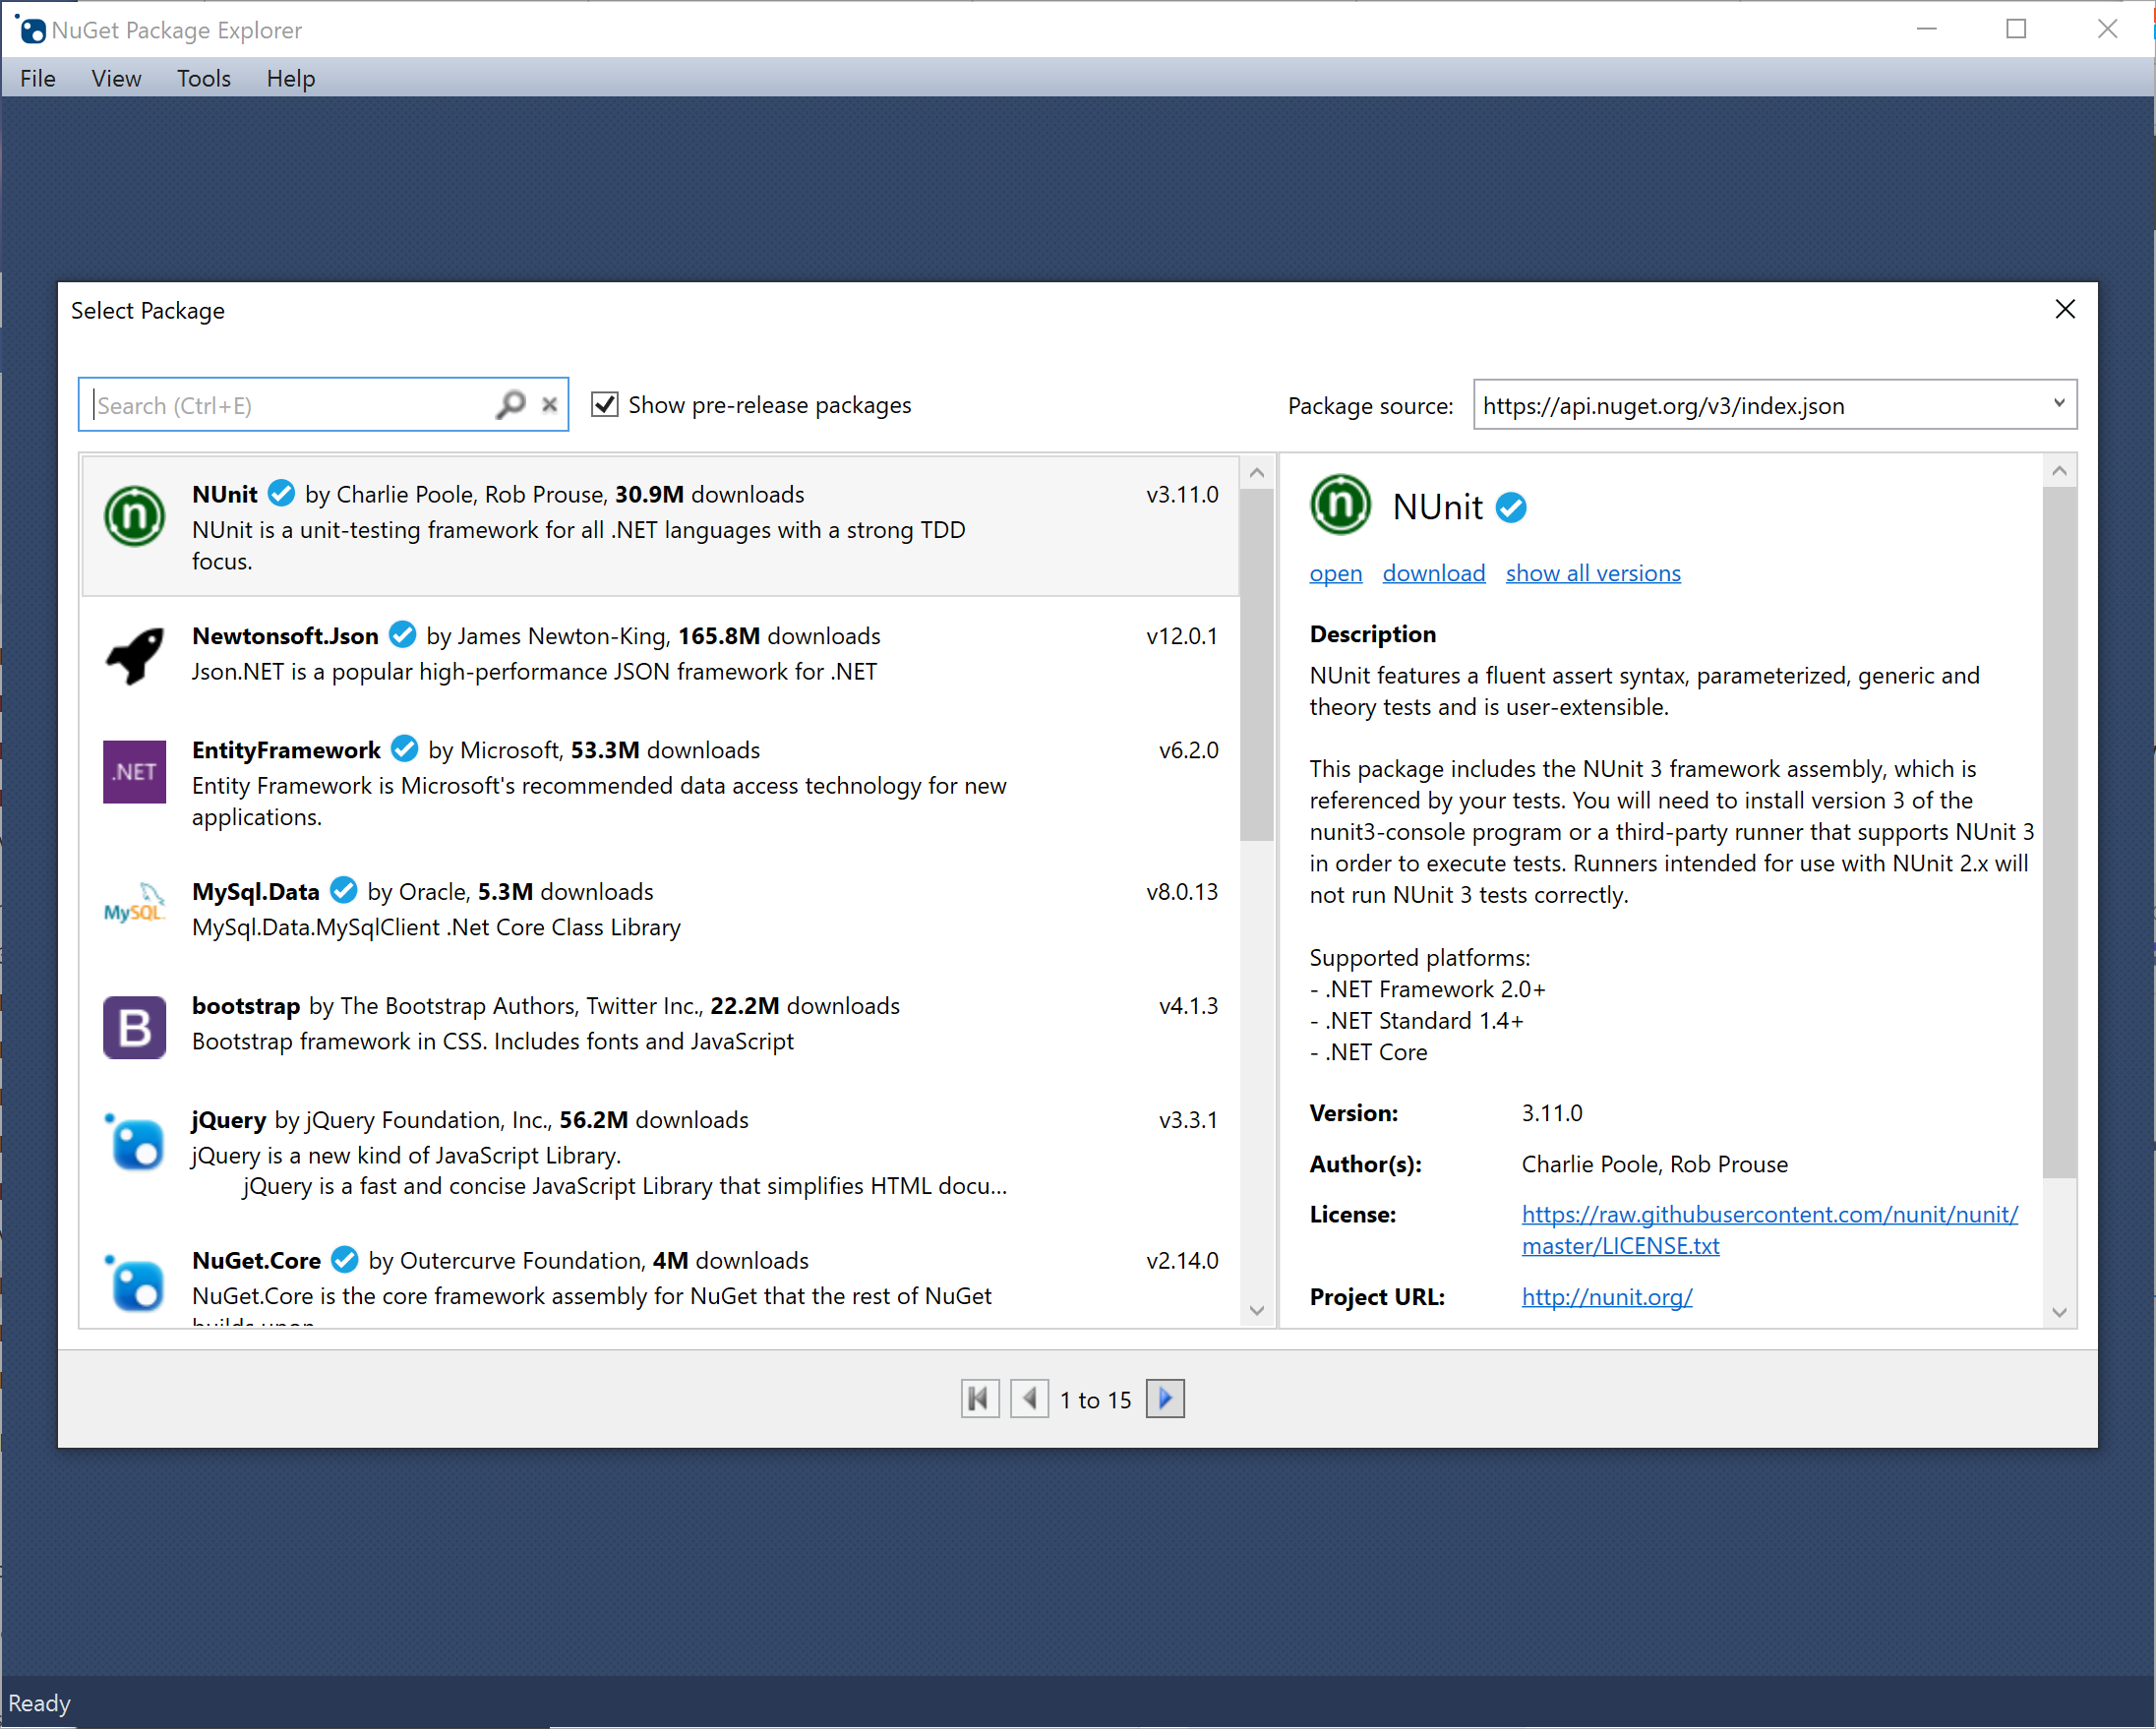 NuGet Package Explorer
File View Tools Help
Select Package
Search (Ctrl+E)
Show pre-release packages
Package source: https://api.nuget.org/v3/index.json
NUnit by Charlie Poole, Rob Prouse, 30.9M downloads v3.11.0
NUnit is a unit-testing framework for all .NET languages with a strong TDD
focus.
Newtonsoft.Json by James Newton-King, 165.8M downloads v12.0.1
Json.NET is a popular high-performance JSON framework for .NET
.NET
EntityFramework by Microsoft, 53.3M downloads v6.2.0
Entity Framework is Microsoft's recommended data access technology for new
applications.
MySQL
MySql.Data by Oracle, 5.3M downloads v8.0.13
MySql.Data.MySqlClient .Net Core Class Library
B
bootstrap by The Bootstrap Authors, Twitter Inc., 22.2M downloads v4.1.3
Bootstrap framework in CSS. Includes fonts and JavaScript
jQuery by jQuery Foundation, Inc., 56.2M downloads v3.3.1
jQuery is a new kind of JavaScript Library.
jQuery is a fast and concise JavaScript Library that simplifies HTML docu...
NuGet.Core by Outercurve Foundation, 4M downloads v2.14.0
NuGet.Core is the core framework assembly for NuGet that the rest of NuGet
builds upon
n NUnit
open download show all versions
Description
NUnit features a fluent assert syntax, parameterized, generic and
theory tests and is user-extensible.
This package includes the NUnit 3 framework assembly, which is
referenced by your tests. You will need to install version 3 of the
nunit3-console program or a third-party runner that supports NUnit 3
in order to execute tests. Runners intended for use with NUnit 2.x will
not run NUnit 3 tests correctly.
Supported platforms:
- .NET Framework 2.0+
- .NET Standard 1.4+
- .NET Core
Version: 3.11.0
Author(s): Charlie Poole, Rob Prouse
License: https://raw.githubusercontent.com/nunit/nunit/
master/LICENSE.txt
Project URL: http://nunit.org/
1 to 15
Ready